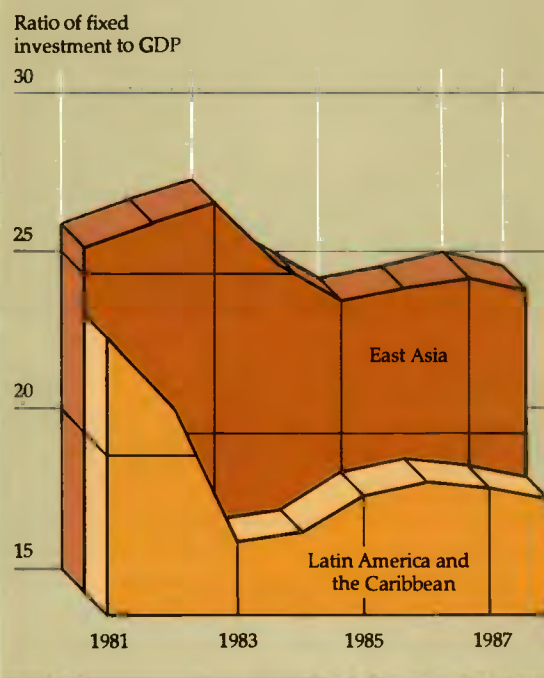 Ratio of fixed
investment to GDP
30
25
20
15
East Asia
Latin America and
the Caribbean
1981 1983 1985 1987